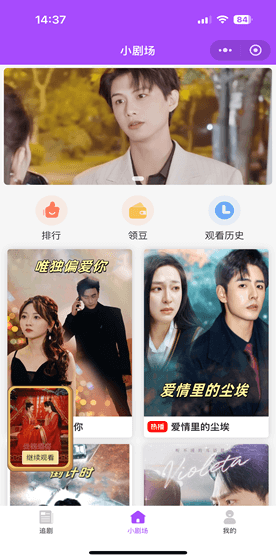 14:37
84
小剧场
排行
领豆
观看历史
唯独偏爱你
爱情里的尘埃
继续观看
你
热播
爱情里的尘埃
倒计时
Violeta
追剧
小剧场
我的